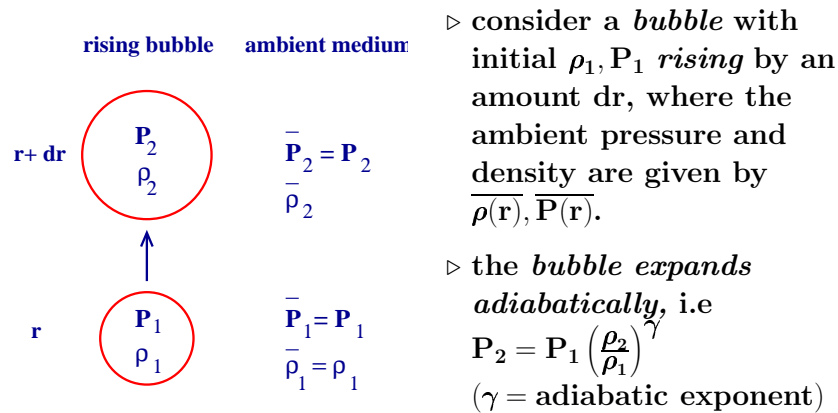 rising bubble ambient medium
r+ dr
P₂
ρ₂
P̅₂ = P₂
ρ̅₂
r
P₁
ρ₁
P̅₁= P₁
ρ̅₁ = ρ₁
▷ consider a bubble with
initial ρ₁, P₁ rising by an
amount dr, where the
ambient pressure and
density are given by
\overline{ρ(r)}, \overline{P(r)}.
▷ the bubble expands
adiabatically, i.e
P₂ = P₁ (ρ₂/ρ₁)^γ
(γ = adiabatic exponent)